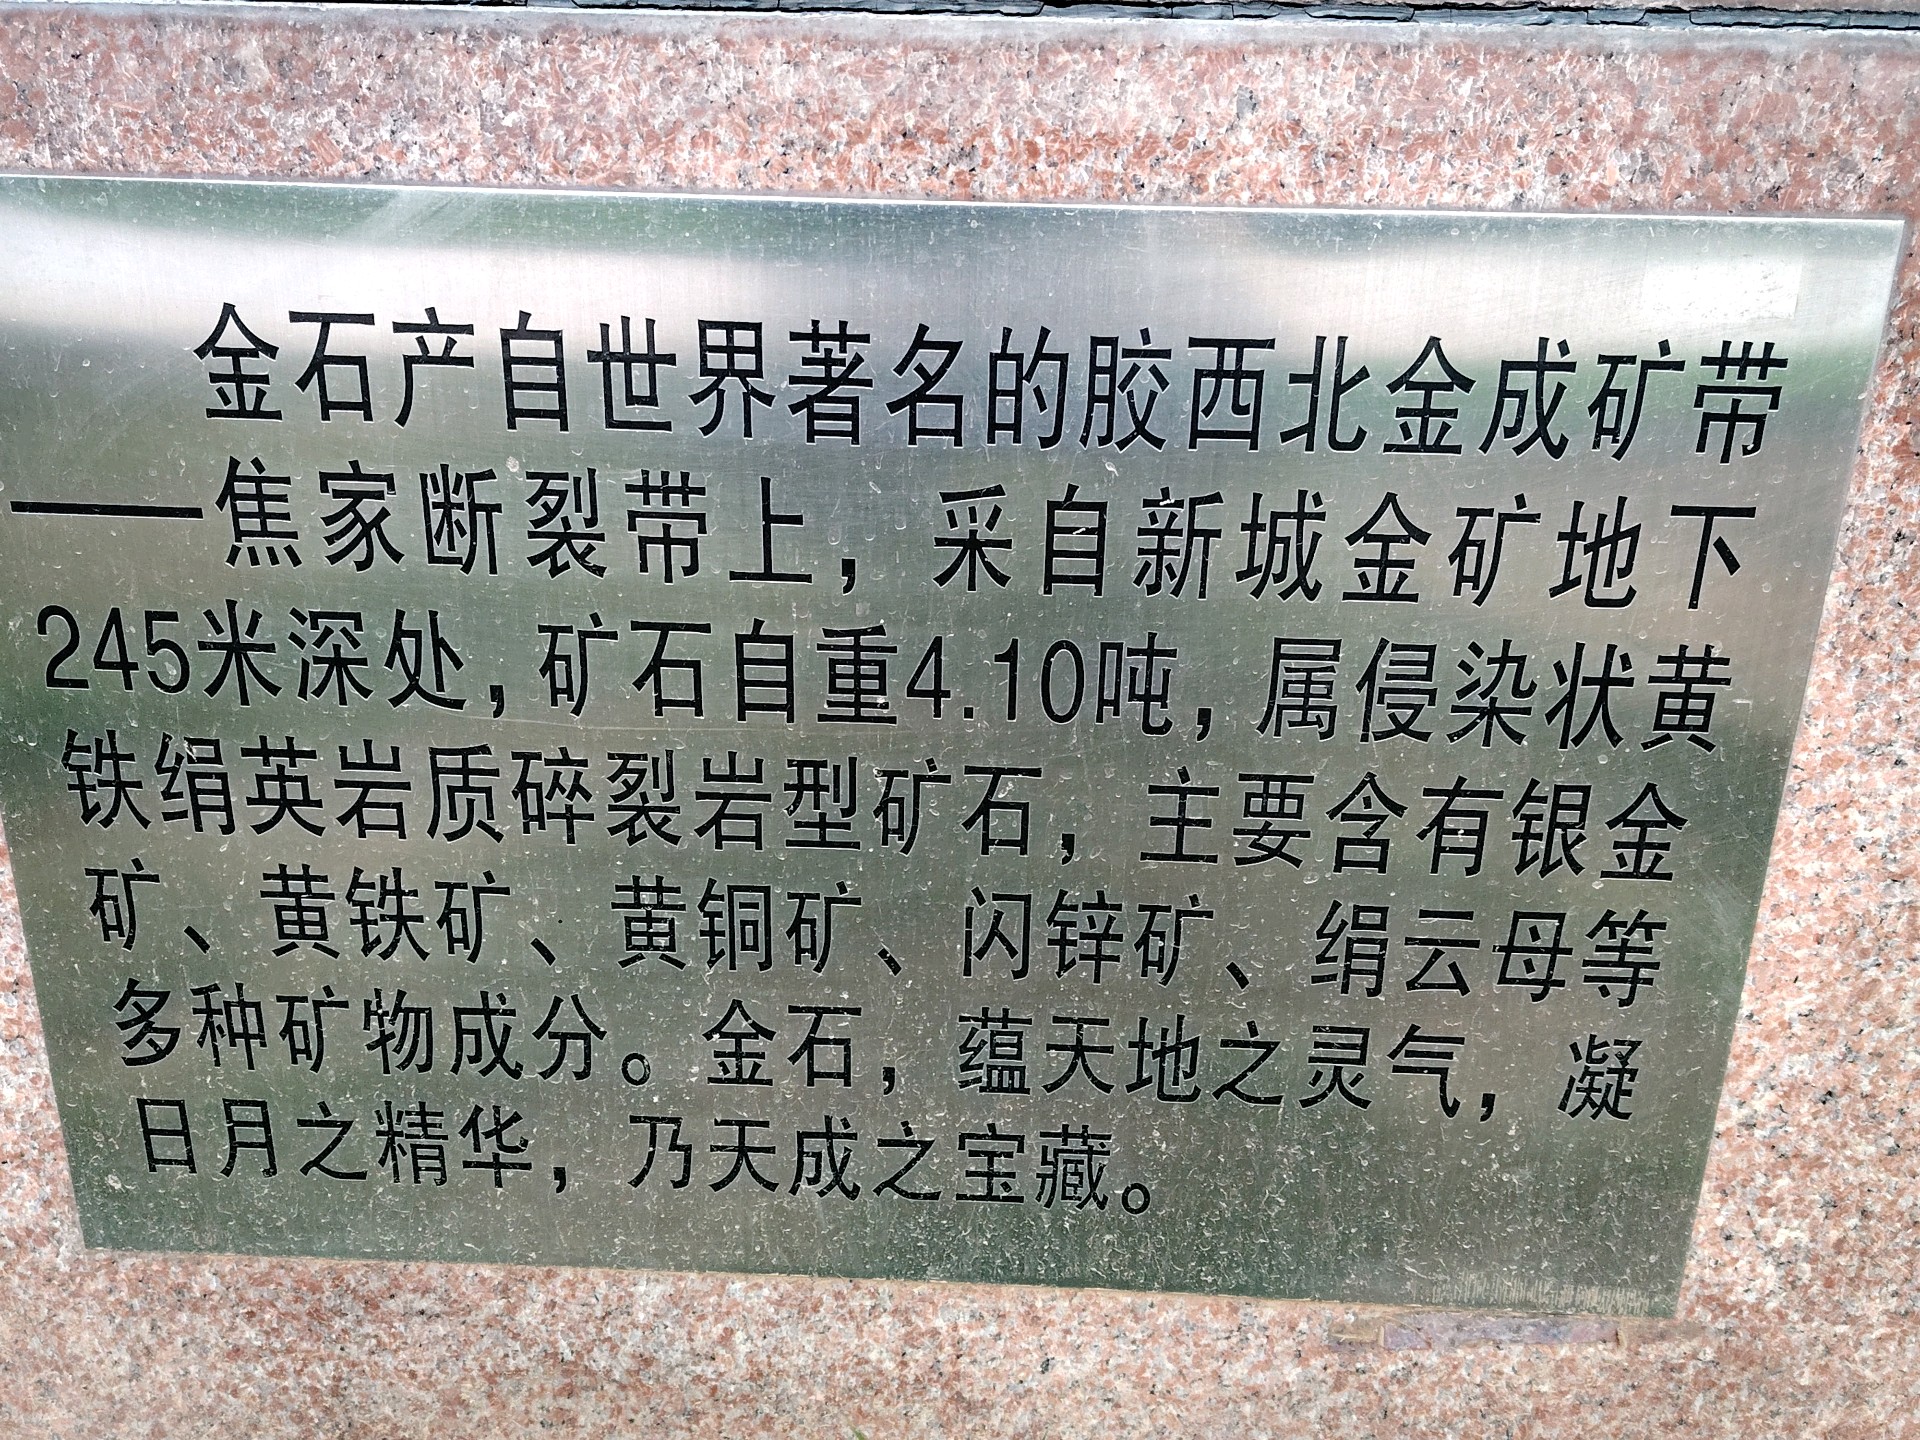 金石产自世界著名的胶西北金成矿带
——焦家断裂带上，采自新城金矿地下
245米深处，矿石自重4.10吨，属侵染状黄
铁绢英岩质碎裂岩型矿石，主要含有银金
矿、黄铁矿、黄铜矿、闪锌矿、绢云母等
多种矿物成分。金石，蕴天地之灵气，凝
日月之精华，乃天成之宝藏。